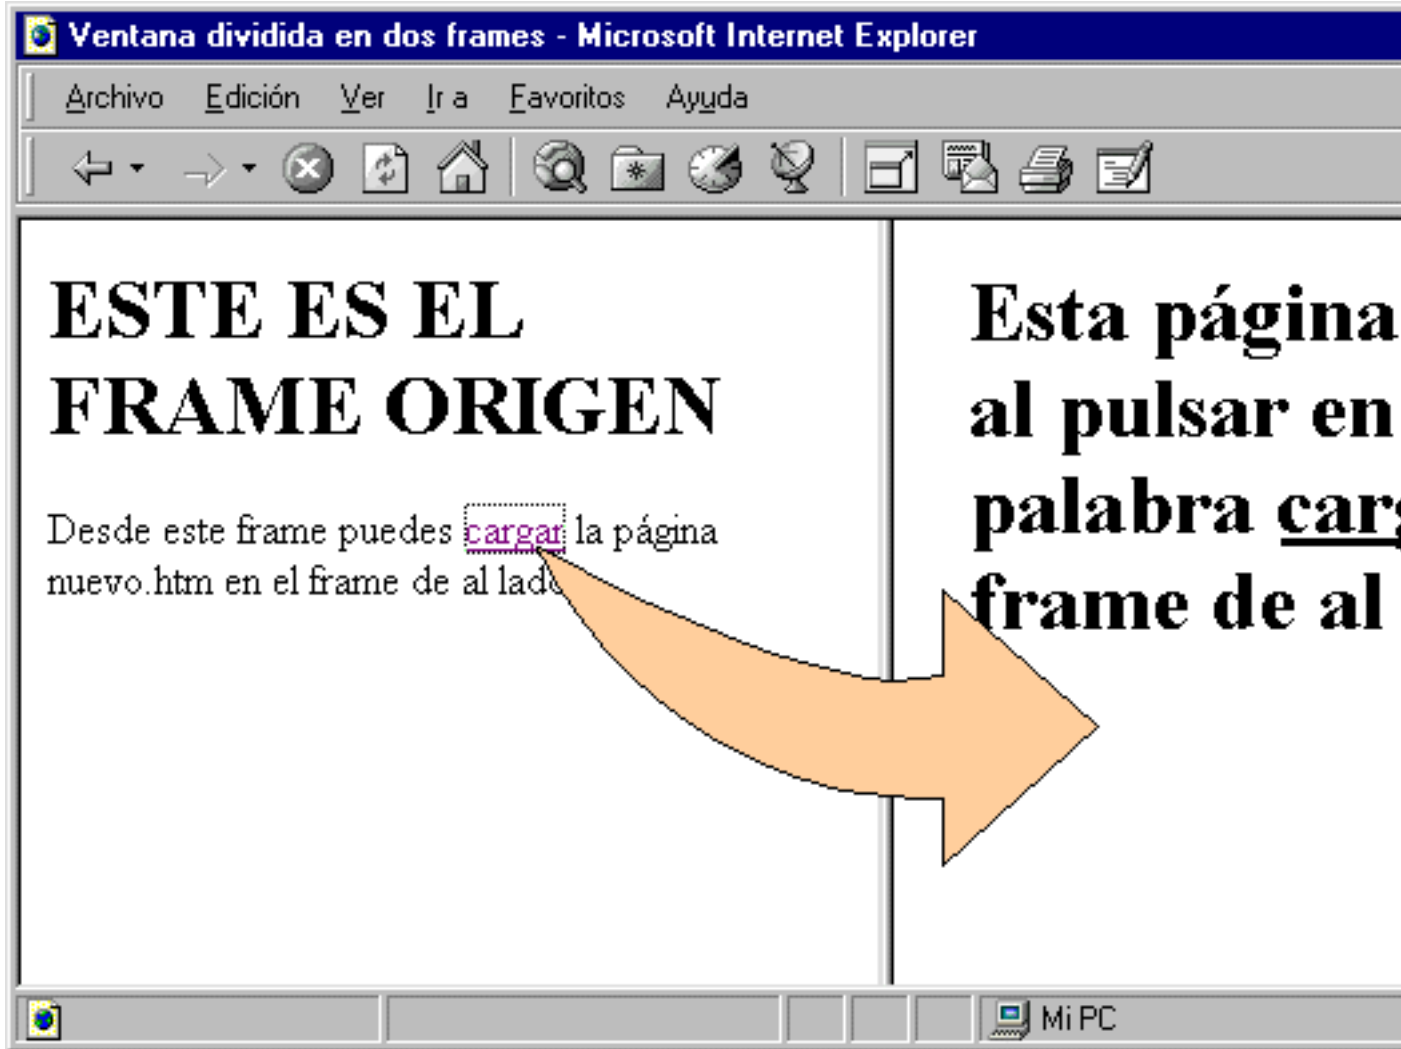 Ventana dividida en dos frames - Microsoft Internet Explorer
Archivo Edición Ver Ir a Favoritos Ayuda
ESTE ES EL
FRAME ORIGEN
Desde este frame puedes cargar la página
nuevo.htm en el frame de al lado
Esta página
al pulsar en
palabra carg
frame de al
Mi PC